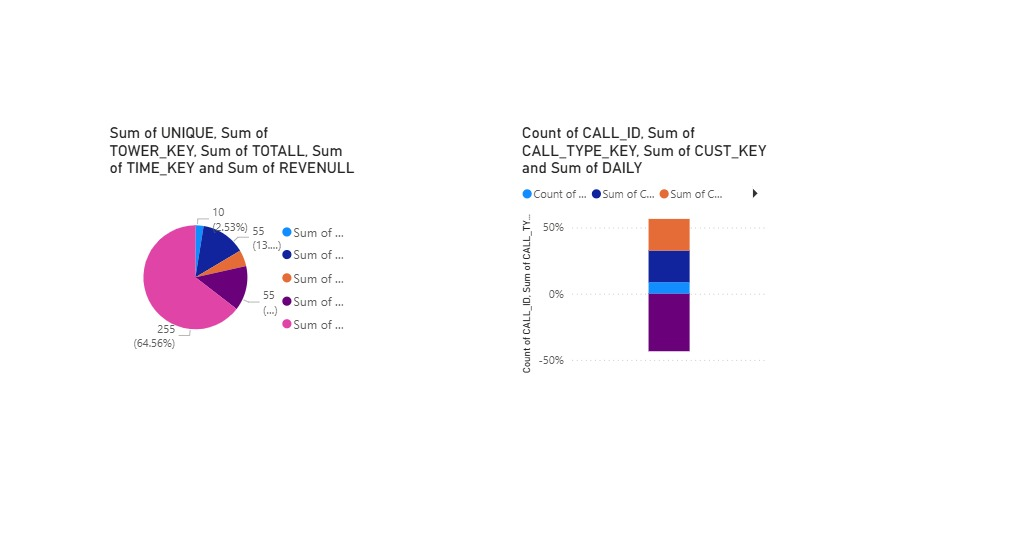 Sum of UNIQUE, Sum of
TOWER_KEY, Sum of TOTALL, Sum
of TIME_KEY and Sum of REVENULL
10
(2.53%)
55
(13....)
55
(...)
255
(64.56%)
Sum of ...
Sum of ...
Sum of ...
Sum of ...
Sum of ...
Count of CALL_ID, Sum of
CALL_TYPE_KEY, Sum of CUST_KEY
and Sum of DAILY
Count of ... Sum of C... Sum of C...
Count of CALL_ID, Sum of CALL_TY...
50%
0%
-50%